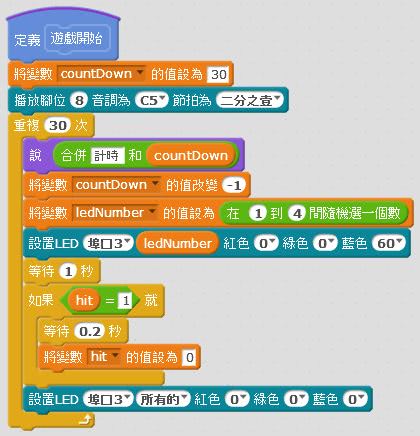 定義 遊戲開始
將變數 countDown 的值設為 30
播放腳位 8 音調為 C5 節拍為 二分之壹
重複 30 次
說 合併 計時 和 countDown
將變數 countDown 的值改變 -1
將變數 ledNumber 的值設為 在 1 到 4 間隨機選一個數
設置LED 埠口3 ledNumber 紅色 0 綠色 0 藍色 60
等待 1 秒
如果 hit = 1 就
等待 0.2 秒
將變數 hit 的值設為 0
設置LED 埠口3 所有的 紅色 0 綠色 0 藍色 0